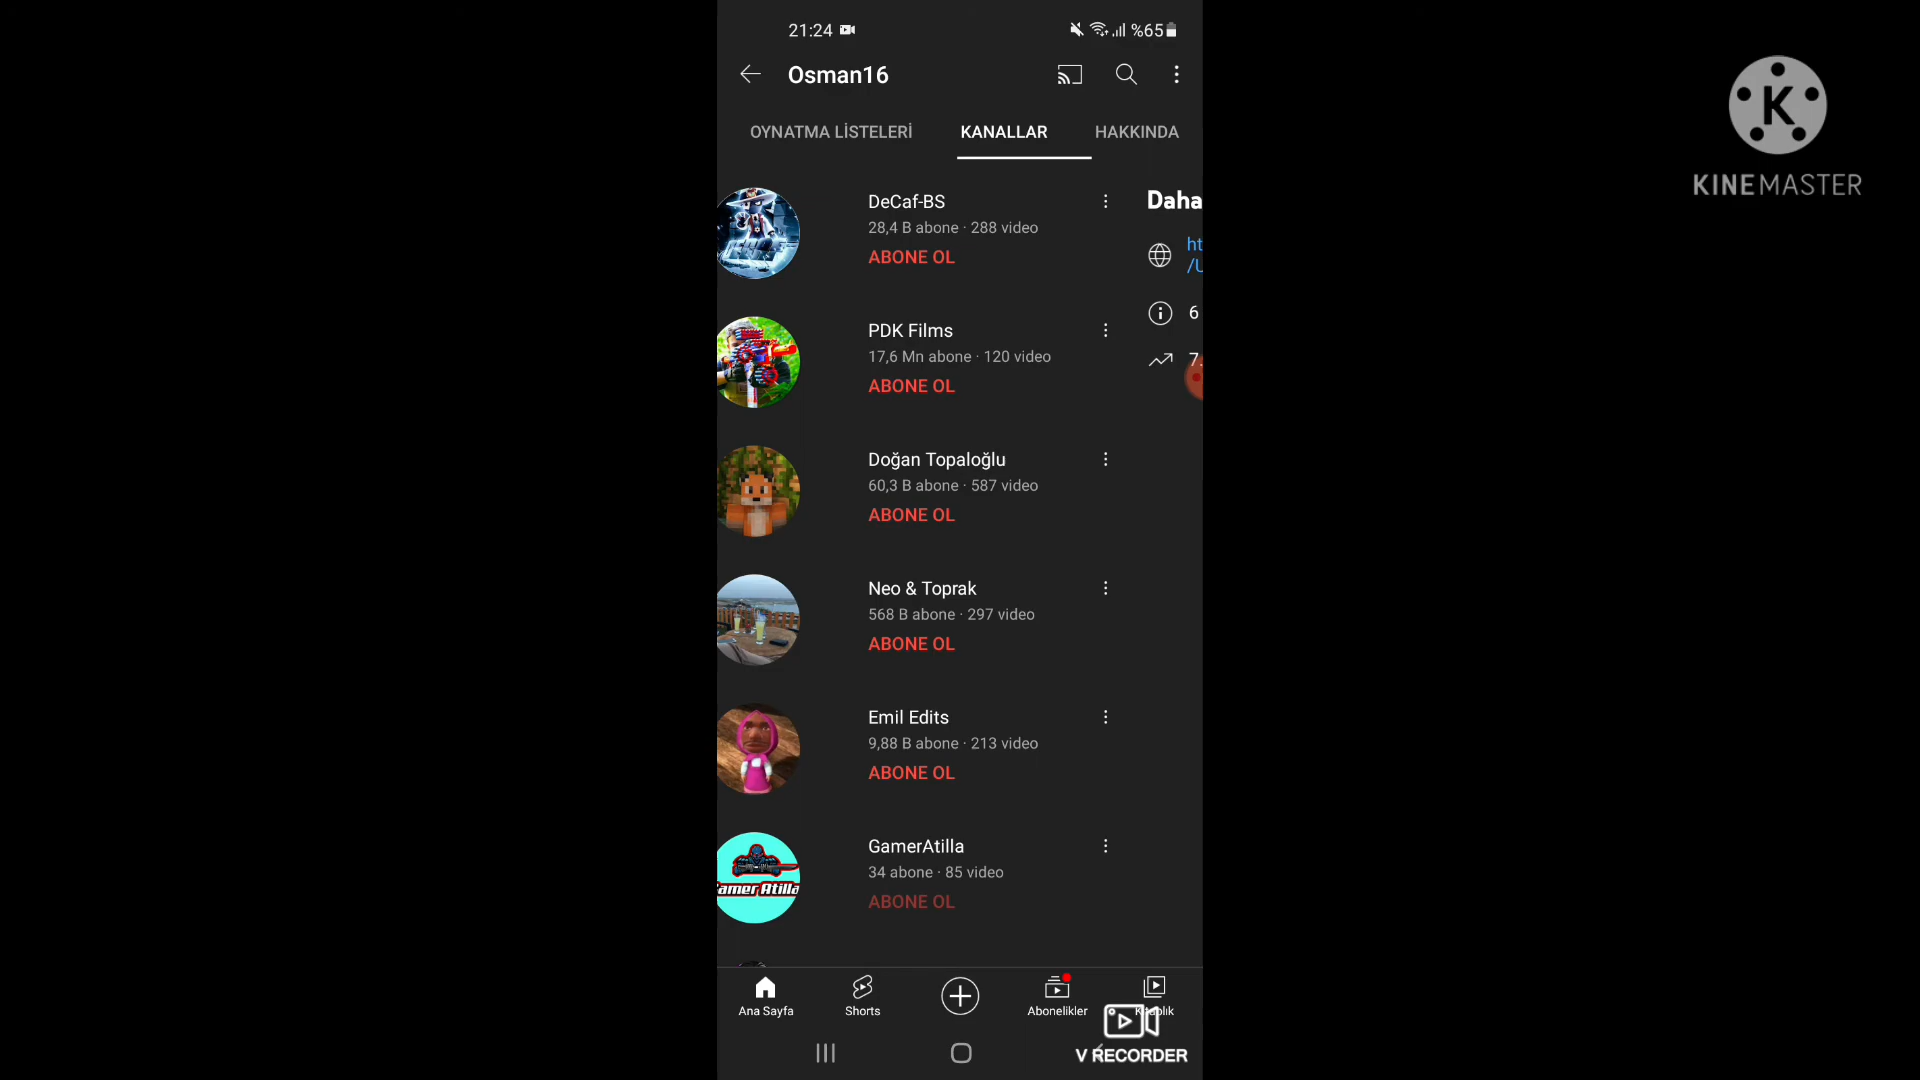 21:24
%65
Osman16
OYNATMA LİSTELERİ
KANALLAR
HAKKINDA
DeCaf-BS
28,4 B abone · 288 video
ABONE OL
PDK Films
17,6 Mn abone · 120 video
ABONE OL
Doğan Topaloğlu
60,3 B abone · 587 video
ABONE OL
Neo & Toprak
568 B abone · 297 video
ABONE OL
Emil Edits
9,88 B abone · 213 video
ABONE OL
GamerAtilla
34 abone · 85 video
ABONE OL
Daha
ht
/U
6
7.
Ana Sayfa
Shorts
Abonelikler
V RECORDER
K
KINEMASTER